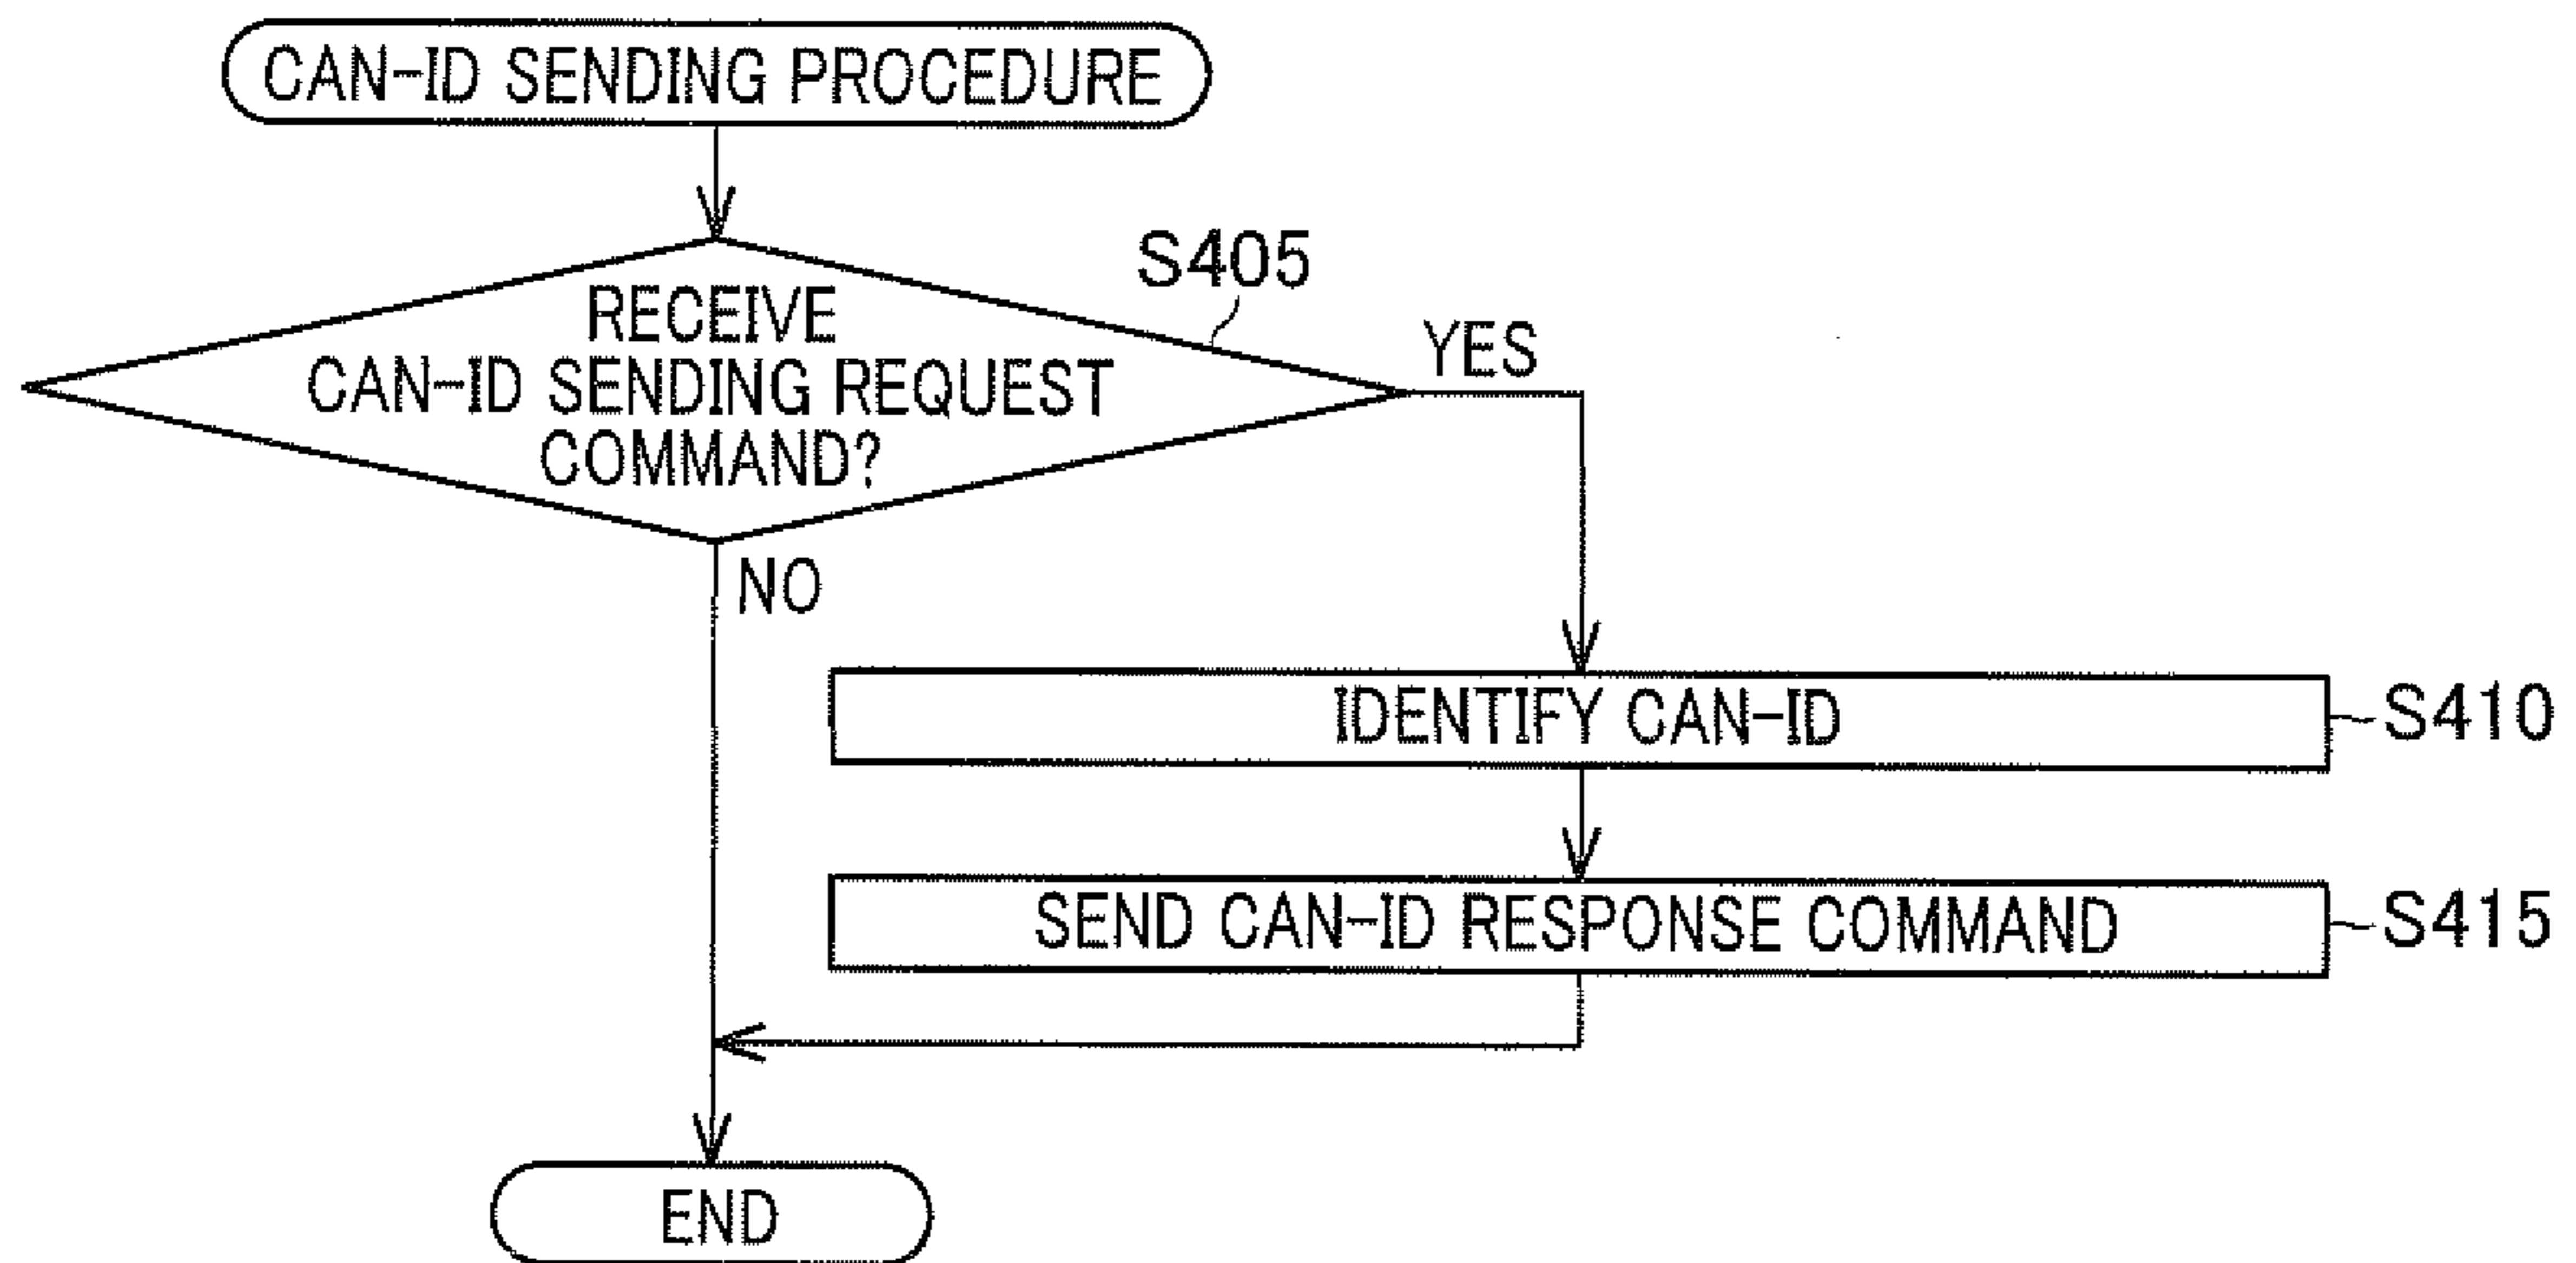 CAN-ID SENDING PROCEDURE
S405
RECEIVE
CAN-ID SENDING REQUEST
COMMAND?
YES
NO
IDENTIFY CAN-ID
S410
SEND CAN-ID RESPONSE COMMAND
S415
END